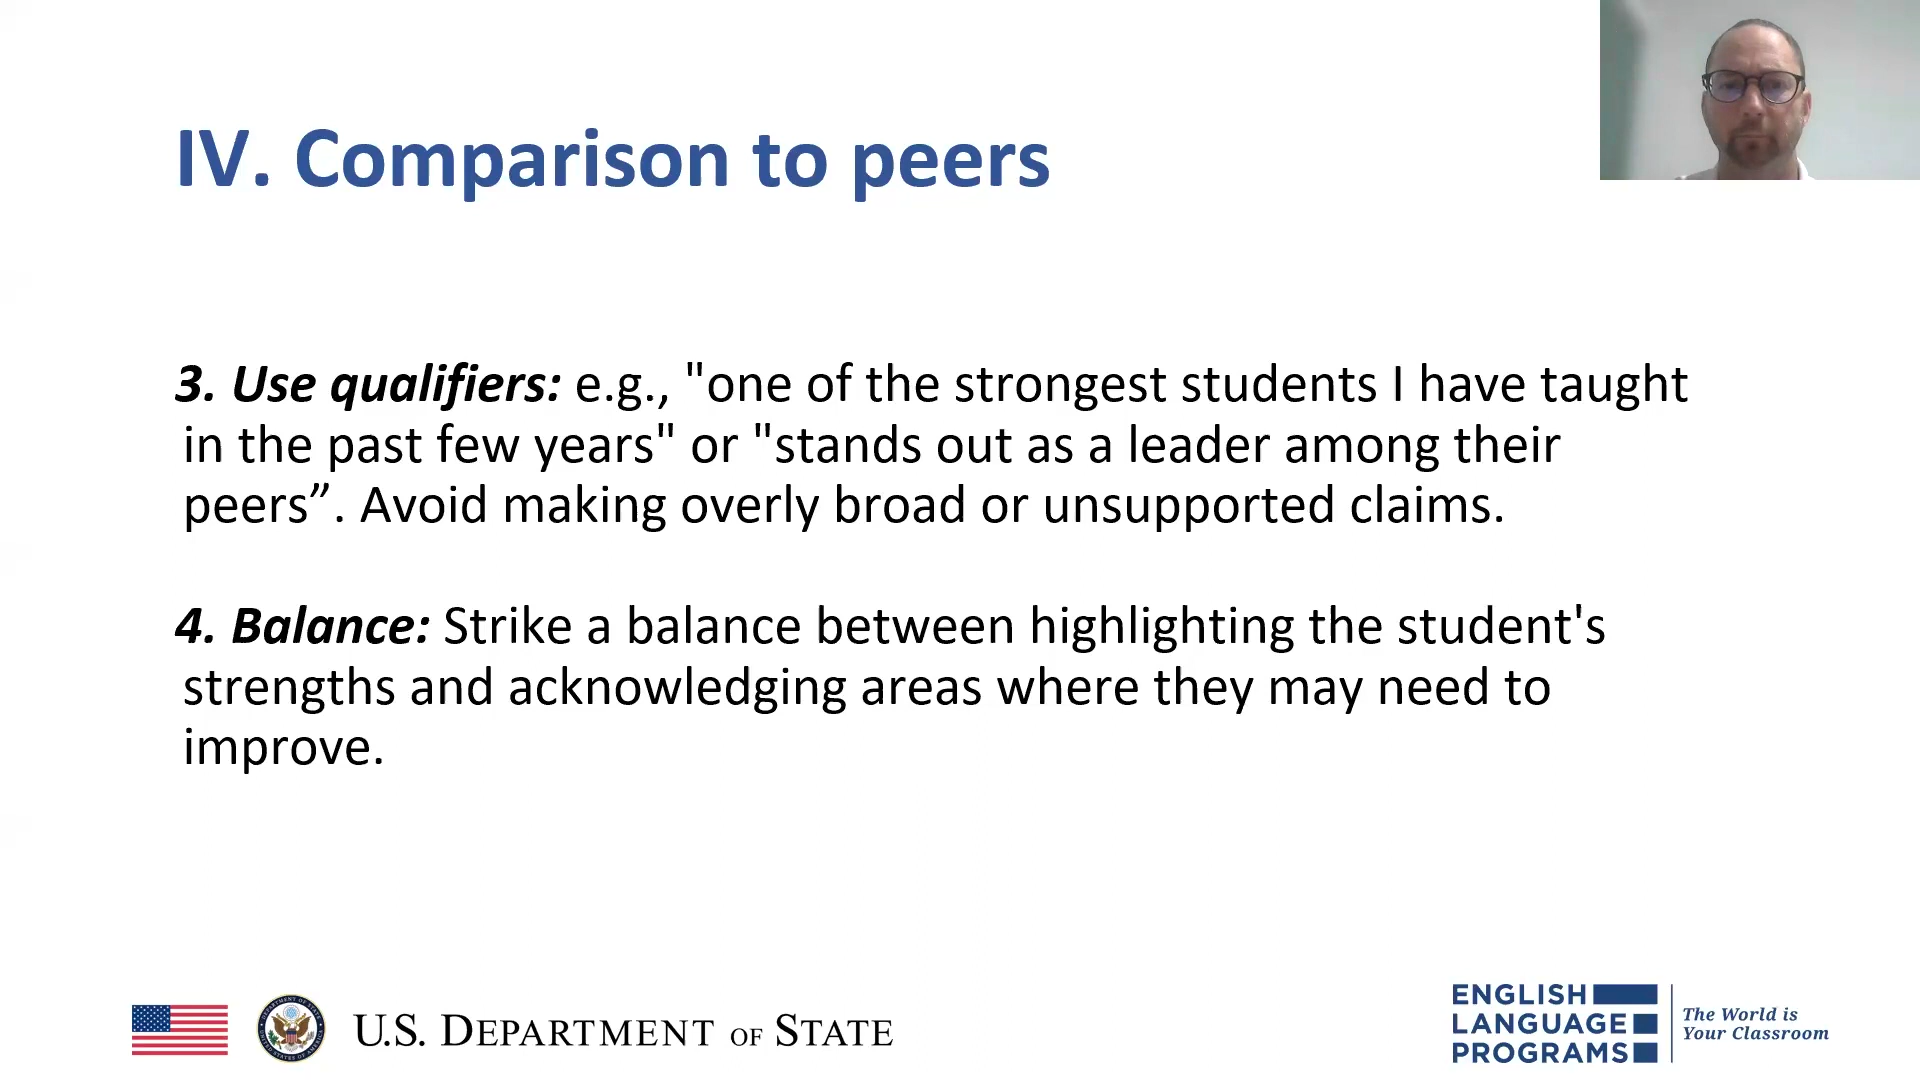 IV. Comparison to peers
3. Use qualifiers: e.g., "one of the strongest students I have taught
in the past few years" or "stands out as a leader among their
peers”. Avoid making overly broad or unsupported claims.
4. Balance: Strike a balance between highlighting the student's
strengths and acknowledging areas where they may need to
improve.
U.S. DEPARTMENT OF STATE
ENGLISH
LANGUAGE
PROGRAMS
The World is
Your Classroom